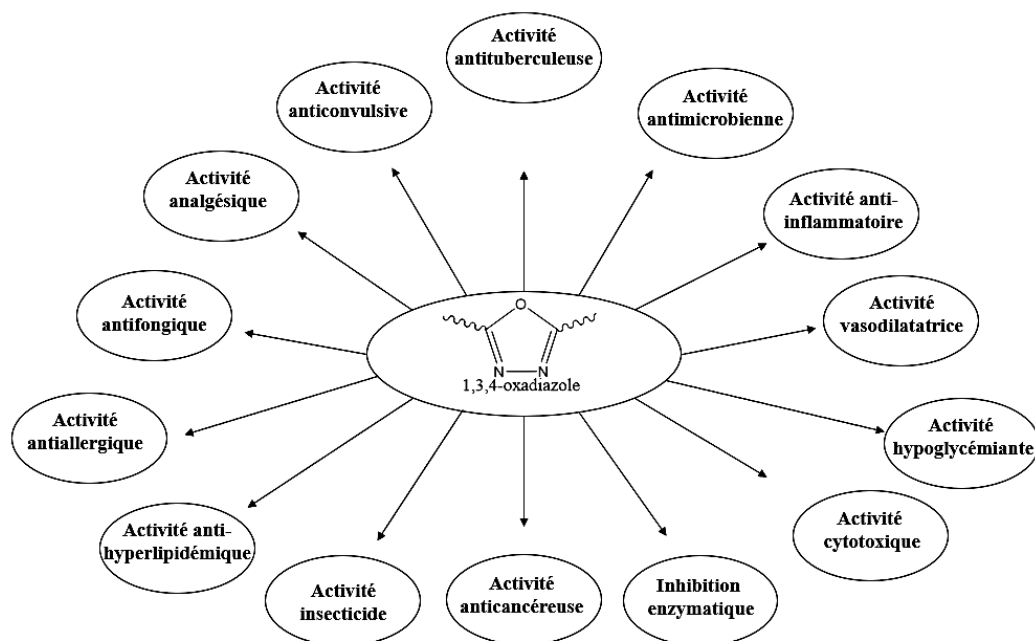 Activité
antituberculeuse
Activité
anticonvulsive
Activité
antimicrobienne
Activité
analgésique
Activité anti-
inflammatoire
Activité
antifongique
Activité
vasodilatatrice
O
N
N
1,3,4-oxadiazole
Activité
antiallergique
Activité
hypoglycémiante
Activité anti-
hyperlipidémique
Activité
cytotoxique
Activité
insecticide
Activité
anticancéreuse
Inhibition
enzymatique